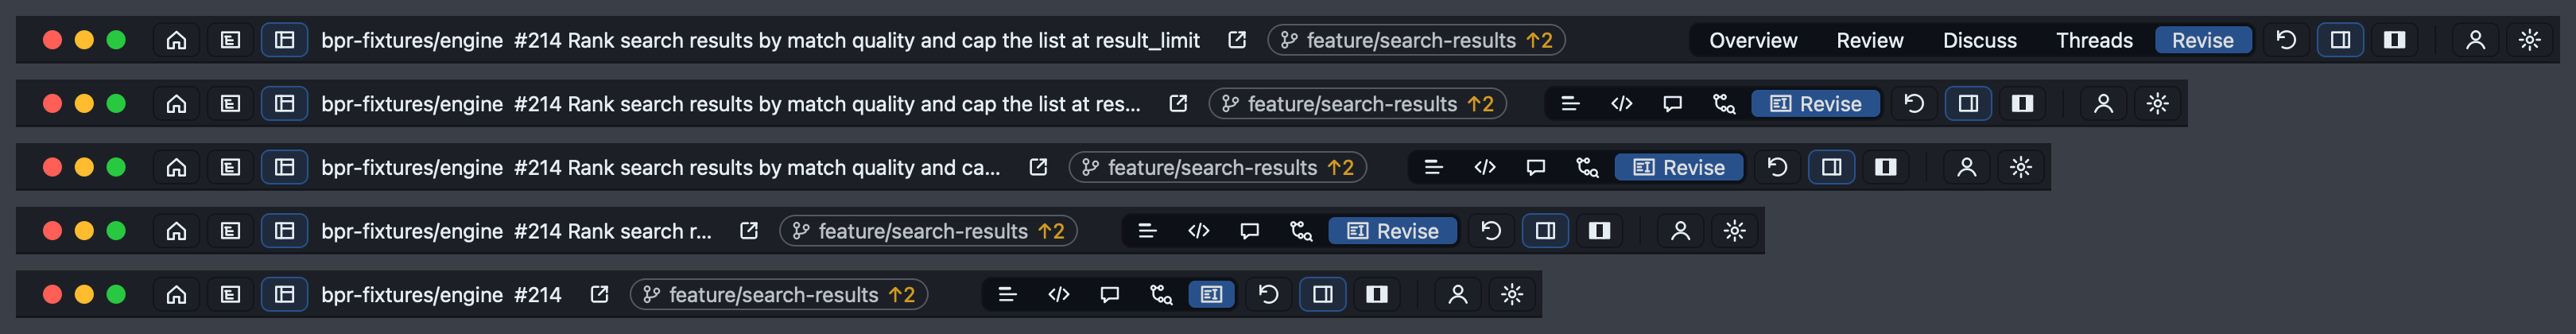 bpr-fixtures/engine #214 Rank search results by match quality and cap the list at result_limit feature/search-results ↑2 Overview Review Discuss Threads Revise
bpr-fixtures/engine #214 Rank search results by match quality and cap the list at res... feature/search-results ↑2 Revise
bpr-fixtures/engine #214 Rank search results by match quality and ca... feature/search-results ↑2 Revise
bpr-fixtures/engine #214 Rank search r... feature/search-results ↑2 Revise
bpr-fixtures/engine #214 feature/search-results ↑2